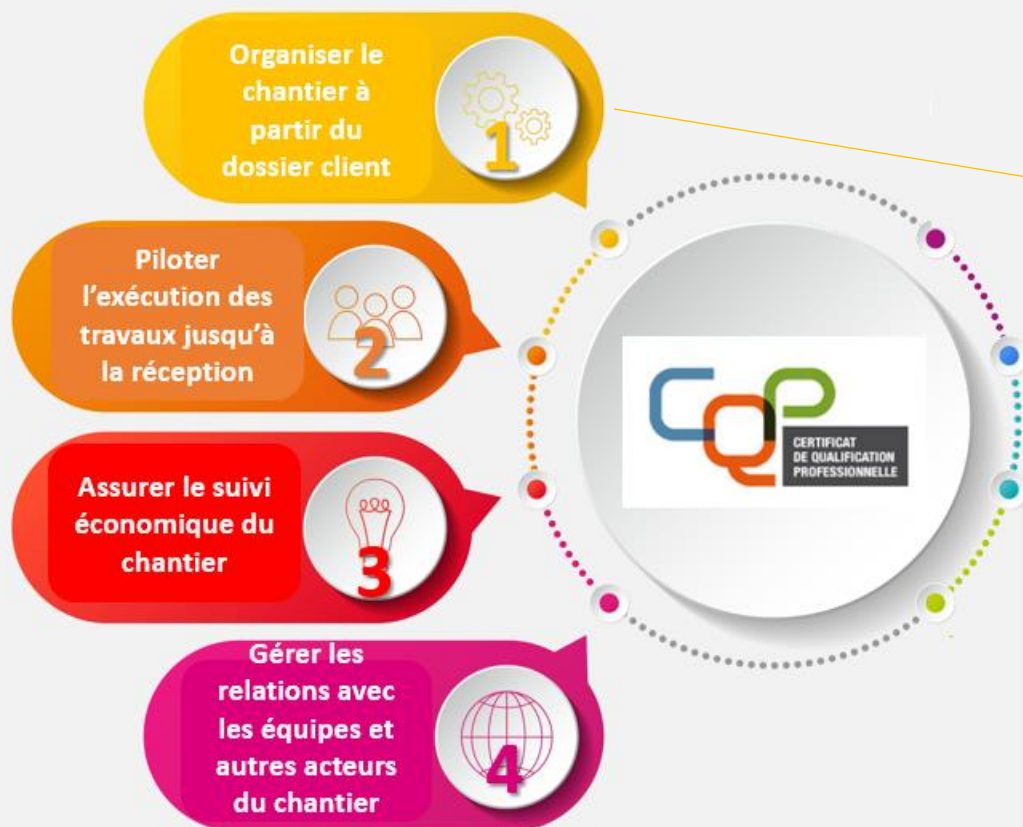 Organiser le
chantier à
partir du
dossier client
1
Piloter
l'exécution des
travaux jusqu'à
la réception
2
Assurer le suivi
économique du
chantier
3
Gérer les
relations avec
les équipes et
autres acteurs
du chantier
4
CQP
CERTIFICAT
DE QUALIFICATION
PROFESSIONNELLE